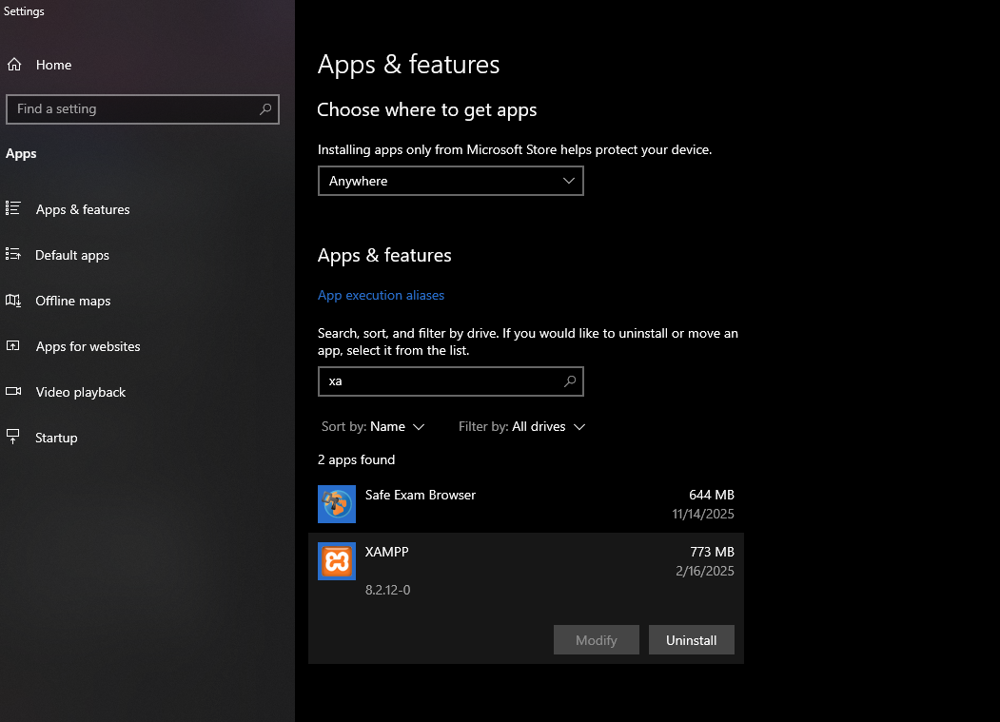 Settings
Home
Find a setting
Apps
Apps & features
Default apps
Offline maps
Apps for websites
Video playback
Startup
Apps & features
Choose where to get apps
Installing apps only from Microsoft Store helps protect your device.
Anywhere
Apps & features
App execution aliases
Search, sort, and filter by drive. If you would like to uninstall or move an
app, select it from the list.
xa
Sort by: Name Filter by: All drives
2 apps found
Safe Exam Browser 644 MB
11/14/2025
XAMPP 773 MB
2/16/2025
8.2.12-0
Modify Uninstall